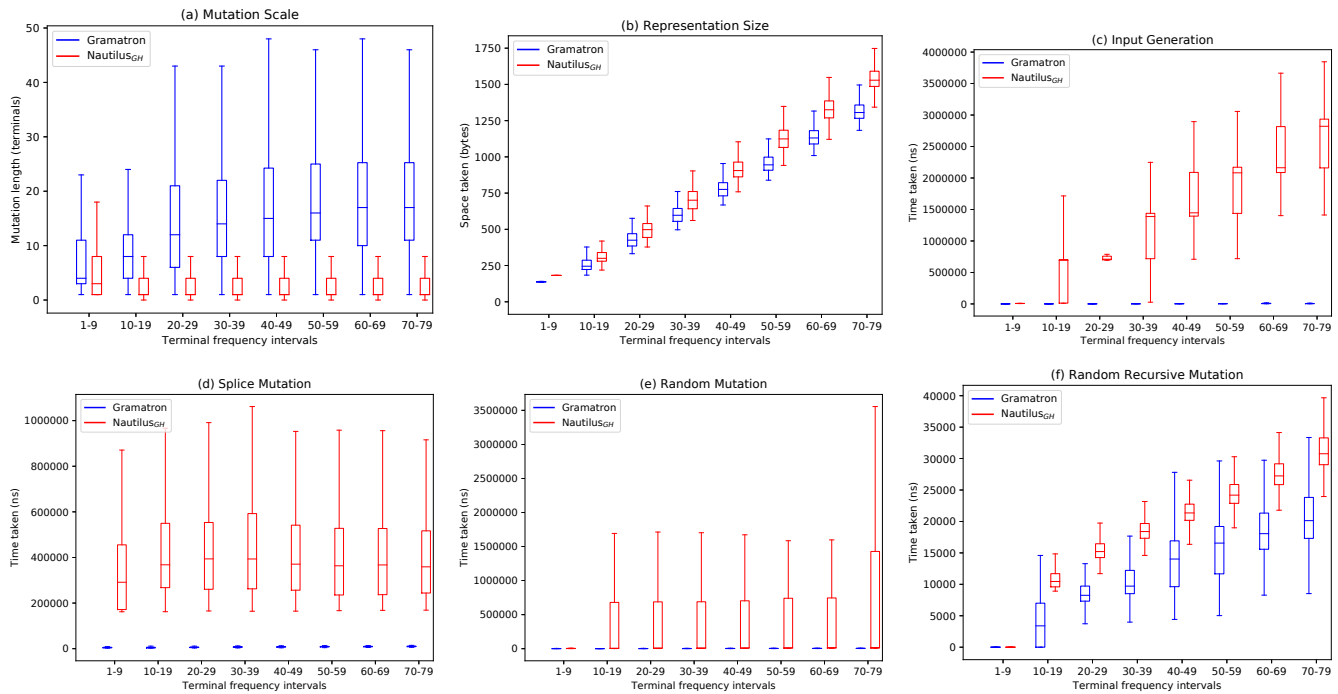 (a) Mutation Scale
Gramatron
Nautilus_GH
Mutation length (terminals)
50
40
30
20
10
0
1-9 10-19 20-29 30-39 40-49 50-59 60-69 70-79
Terminal frequency intervals
(b) Representation Size
Gramatron
Nautilus_GH
Space taken (bytes)
1750
1500
1250
1000
750
500
250
0
1-9 10-19 20-29 30-39 40-49 50-59 60-69 70-79
Terminal frequency intervals
(c) Input Generation
Gramatron
Nautilus_GH
Time taken (ns)
4000000
3500000
3000000
2500000
2000000
1500000
1000000
500000
0
1-9 10-19 20-29 30-39 40-49 50-59 60-69 70-79
Terminal frequency intervals
(d) Splice Mutation
Gramatron
Nautilus_GH
Time taken (ns)
1000000
800000
600000
400000
200000
0
1-9 10-19 20-29 30-39 40-49 50-59 60-69 70-79
Terminal frequency intervals
(e) Random Mutation
Gramatron
Nautilus_GH
Time taken (ns)
3500000
3000000
2500000
2000000
1500000
1000000
500000
0
1-9 10-19 20-29 30-39 40-49 50-59 60-69 70-79
Terminal frequency intervals
(f) Random Recursive Mutation
Gramatron
Nautilus_GH
Time taken (ns)
40000
35000
30000
25000
20000
15000
10000
5000
0
1-9 10-19 20-29 30-39 40-49 50-59 60-69 70-79
Terminal frequency intervals